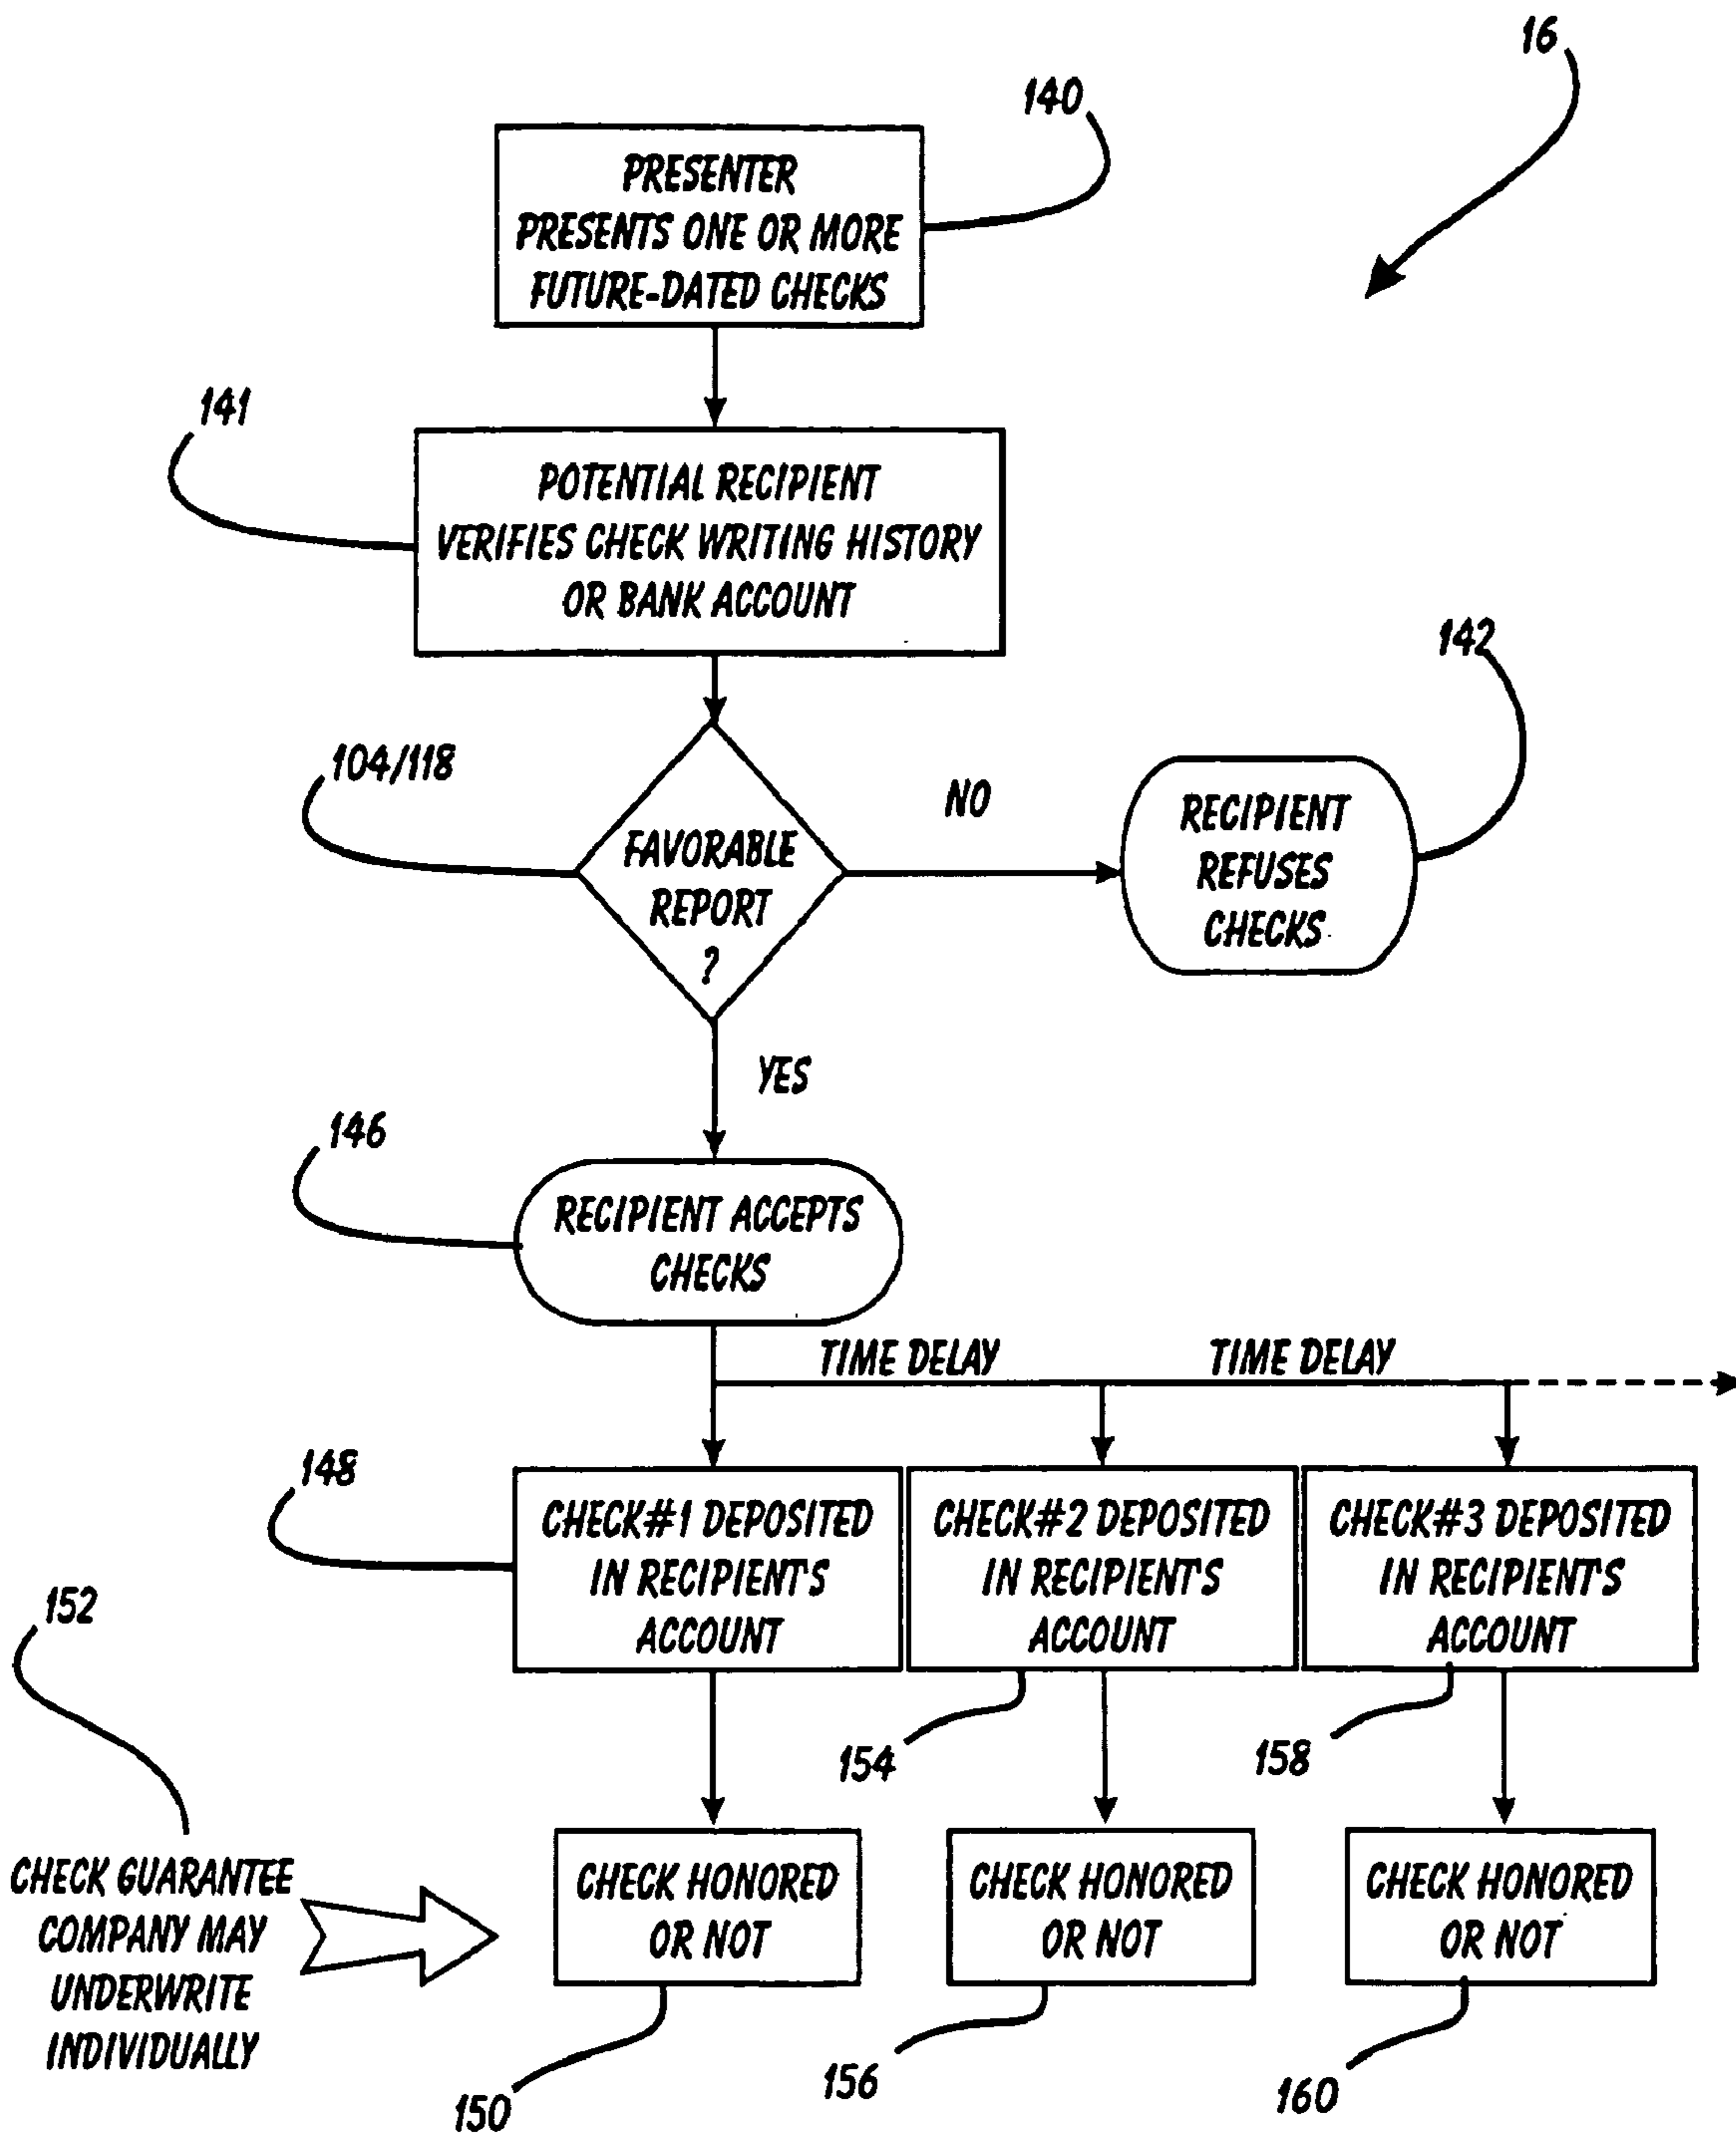 16
140
PRESENTER
PRESENTS ONE OR MORE
FUTURE-DATED CHECKS
141
POTENTIAL RECIPIENT
VERIFIES CHECK WRITING HISTORY
OR BANK ACCOUNT
142
104/118
FAVORABLE
REPORT
?
NO
RECIPIENT
REFUSES
CHECKS
YES
146
RECIPIENT ACCEPTS
CHECKS
TIME DELAY
TIME DELAY
148
CHECK#1 DEPOSITED
IN RECIPIENT'S
ACCOUNT
CHECK#2 DEPOSITED
IN RECIPIENT'S
ACCOUNT
CHECK#3 DEPOSITED
IN RECIPIENT'S
ACCOUNT
152
154
158
CHECK GUARANTEE
COMPANY MAY
UNDERWRITE
INDIVIDUALLY
CHECK HONORED
OR NOT
CHECK HONORED
OR NOT
CHECK HONORED
OR NOT
150
156
160